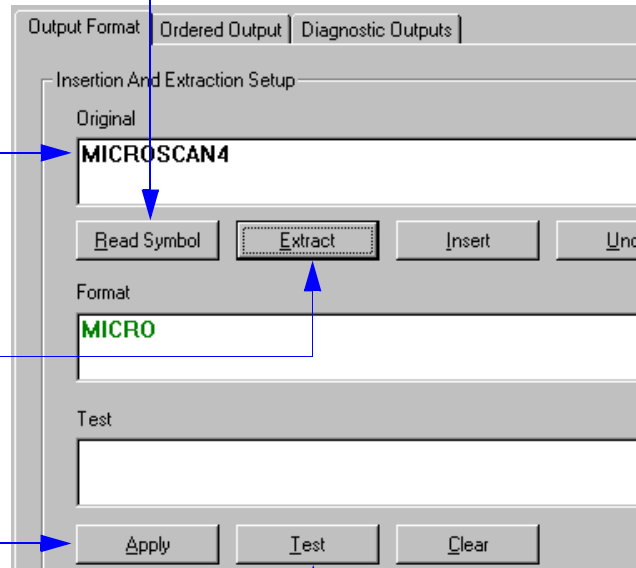 Output Format Ordered Output Diagnostic Outputs
Insertion And Extraction Setup
Original
MICROSCAN4
Read Symbol Extract Insert
Format
MICRO
Test
Apply Test Clear